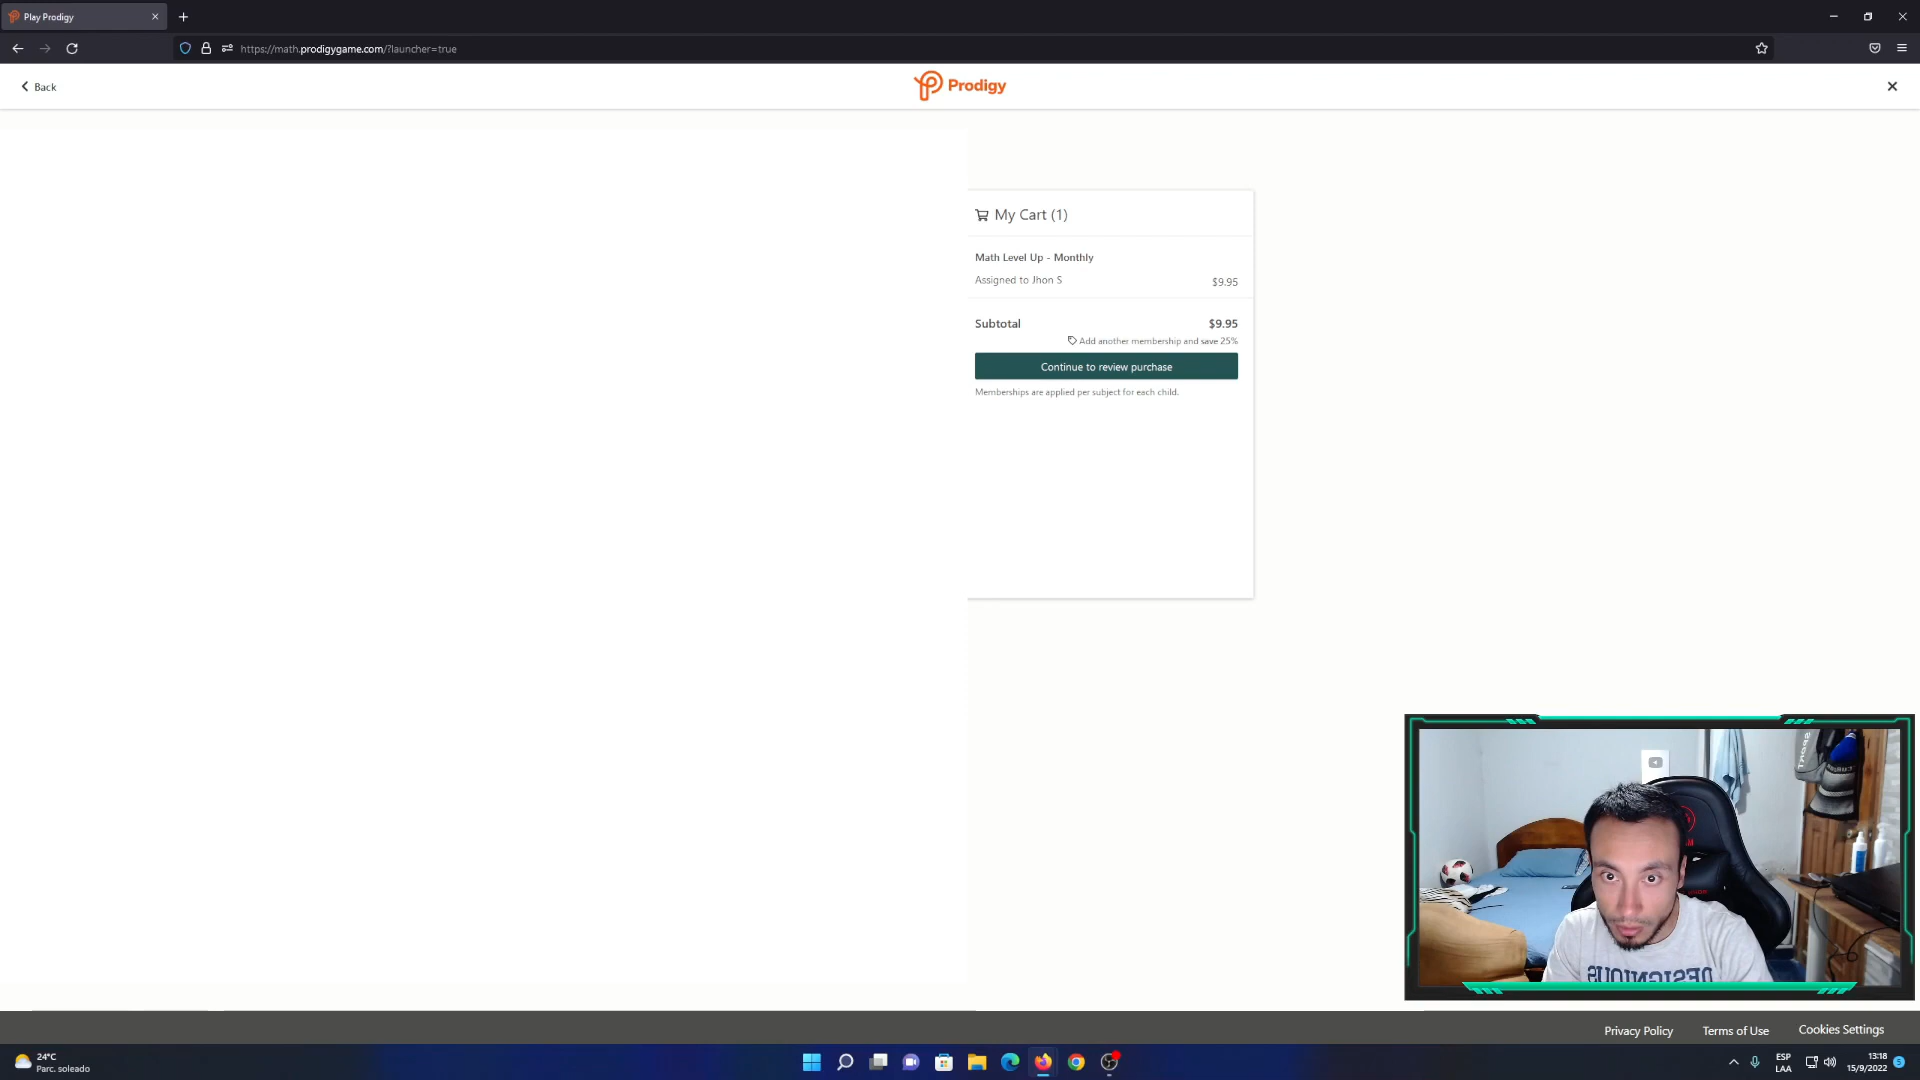 Play Prodigy
https://math.prodigygame.com/?launcher=true
Back
Prodigy
My Cart (1)
Math Level Up - Monthly
Assigned to Jhon S
$9.95
Subtotal
$9.95
Add another membership and save 25%
Continue to review purchase
Memberships are applied per subject for each child.
Privacy Policy
Terms of Use
Cookies Settings
24°C
Parc. soleado
ESP
LAA
13:18
15/9/2022
5